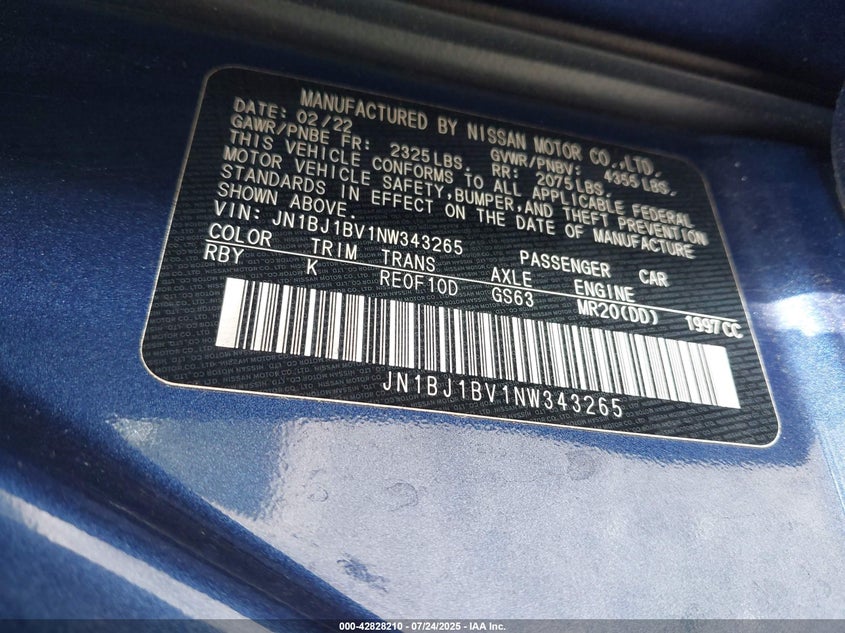 MANUFACTURED BY NISSAN MOTOR CO.,LTD.
DATE: 02/22 GVWR/PNBV: 4355LBS.
GAWR/PNBE FR: 2325LBS. RR: 2075LBS.
THIS VEHICLE CONFORMS TO ALL APPLICABLE FEDERAL
MOTOR VEHICLE SAFETY,BUMPER,AND THEFT PREVENTION
STANDARDS IN EFFECT ON THE DATE OF MANUFACTURE
SHOWN ABOVE.
VIN: JN1BJ1BV1NW343265 PASSENGER CAR
COLOR TRIM TRANS AXLE ENGINE
RBY K RE0F10D GS63 MR20(DD) 1997CC
JN1BJ1BV1NW343265
000-42828210 - 07/24/2025 - IAA Inc.